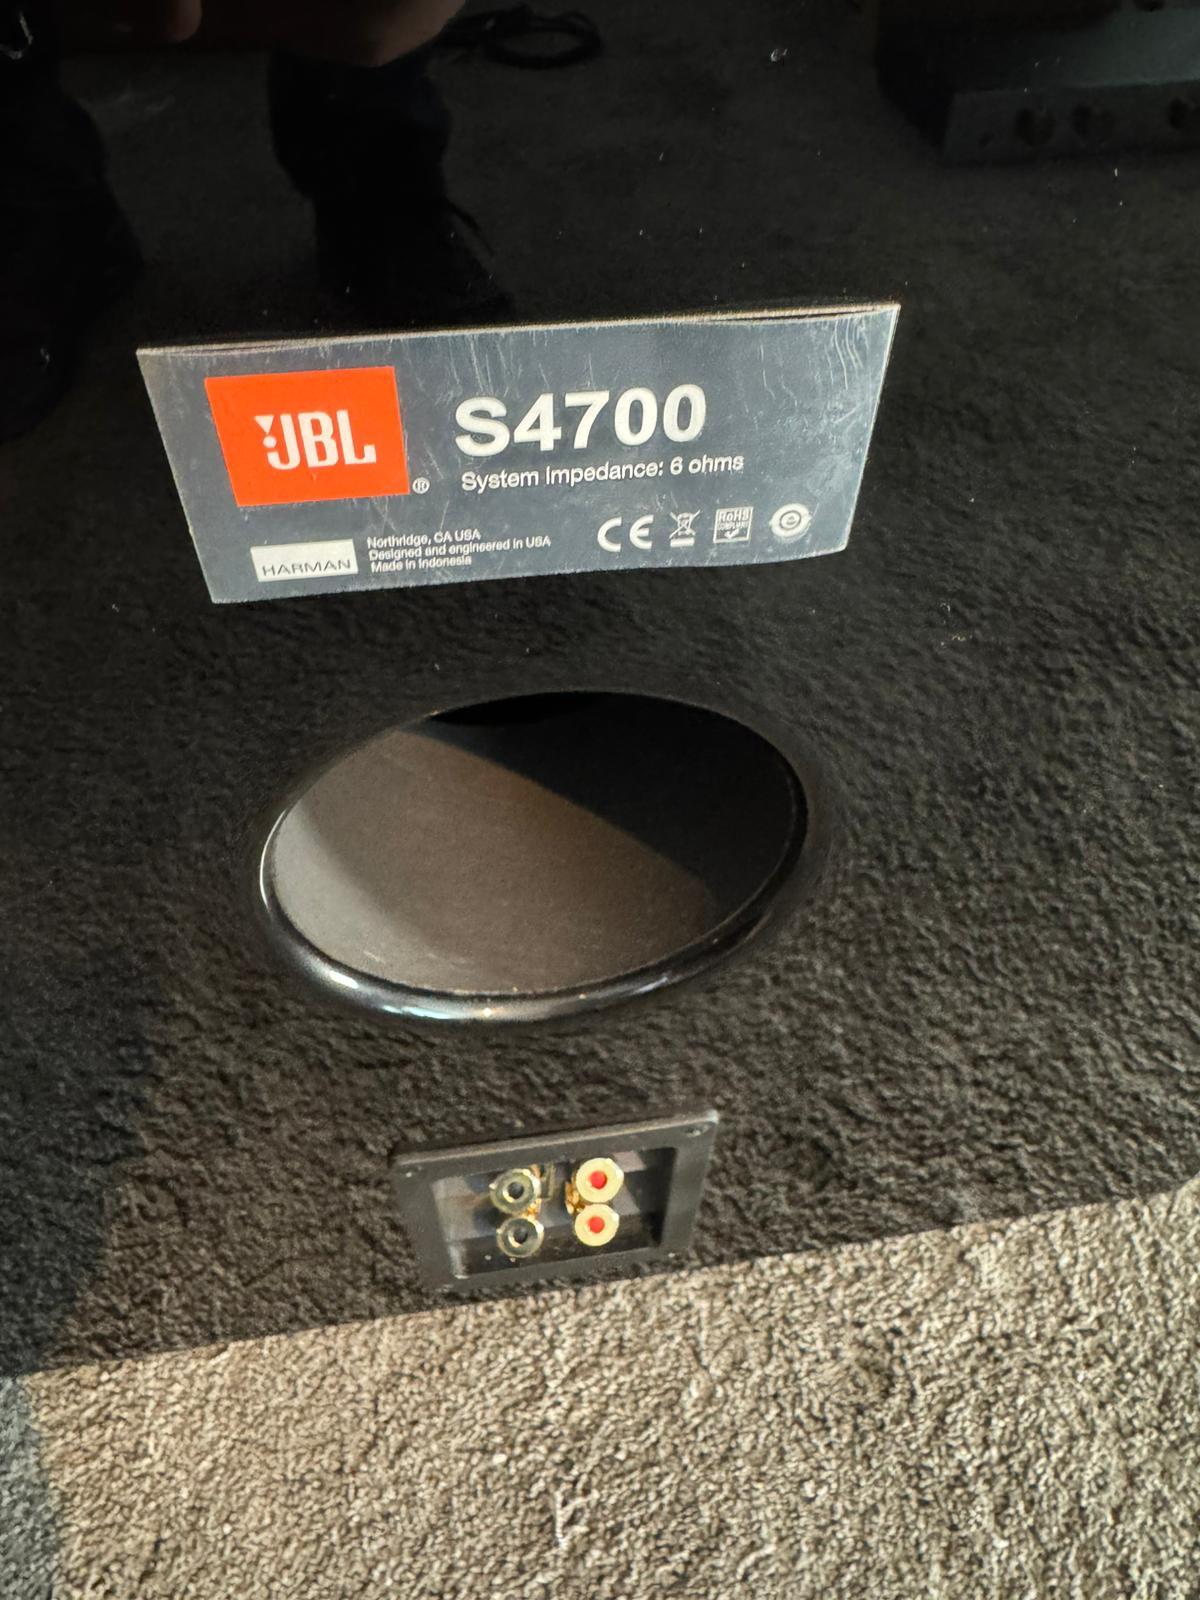 JBL®
S4700
System Impedance: 6 ohms
HARMAN
Northridge, CA USA
Designed and engineered in USA
Made in Indonesia
CE
RoHS
COMPLIANT
e